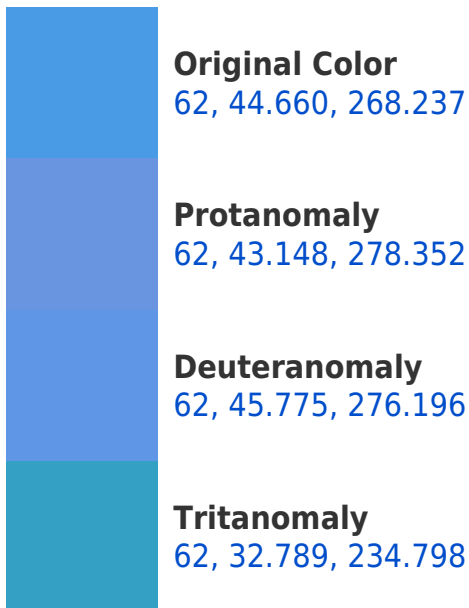 Original Color
62, 44.660, 268.237
Protanomaly
62, 43.148, 278.352
Deuteranomaly
62, 45.775, 276.196
Tritanomaly
62, 32.789, 234.798